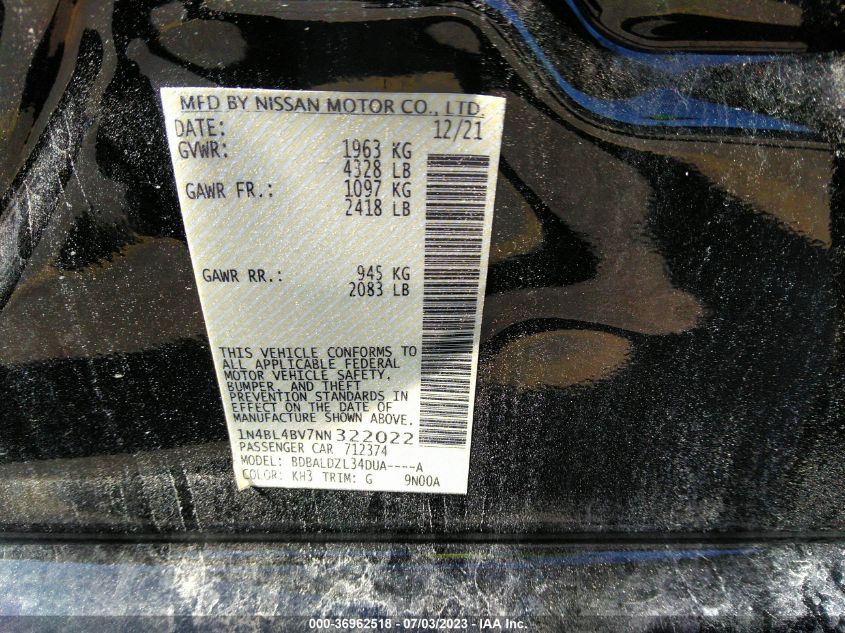 MFD BY NISSAN MOTOR CO., LTD.
DATE: 12/21
GVWR: 1963 KG
4328 LB
GAWR FR.: 1097 KG
2418 LB
GAWR RR.: 945 KG
2083 LB
THIS VEHICLE CONFORMS TO
ALL APPLICABLE FEDERAL
MOTOR VEHICLE SAFETY,
BUMPER, AND THEFT
PREVENTION STANDARDS IN
EFFECT ON THE DATE OF
MANUFACTURE SHOWN ABOVE.
1N4BL4BV7NN322022
PASSENGER CAR 712374
MODEL: BDBALDZL34DUA----A
COLOR: KH3 TRIM: G 9N00A
000-36962518 - 07/03/2023 - IAA Inc.